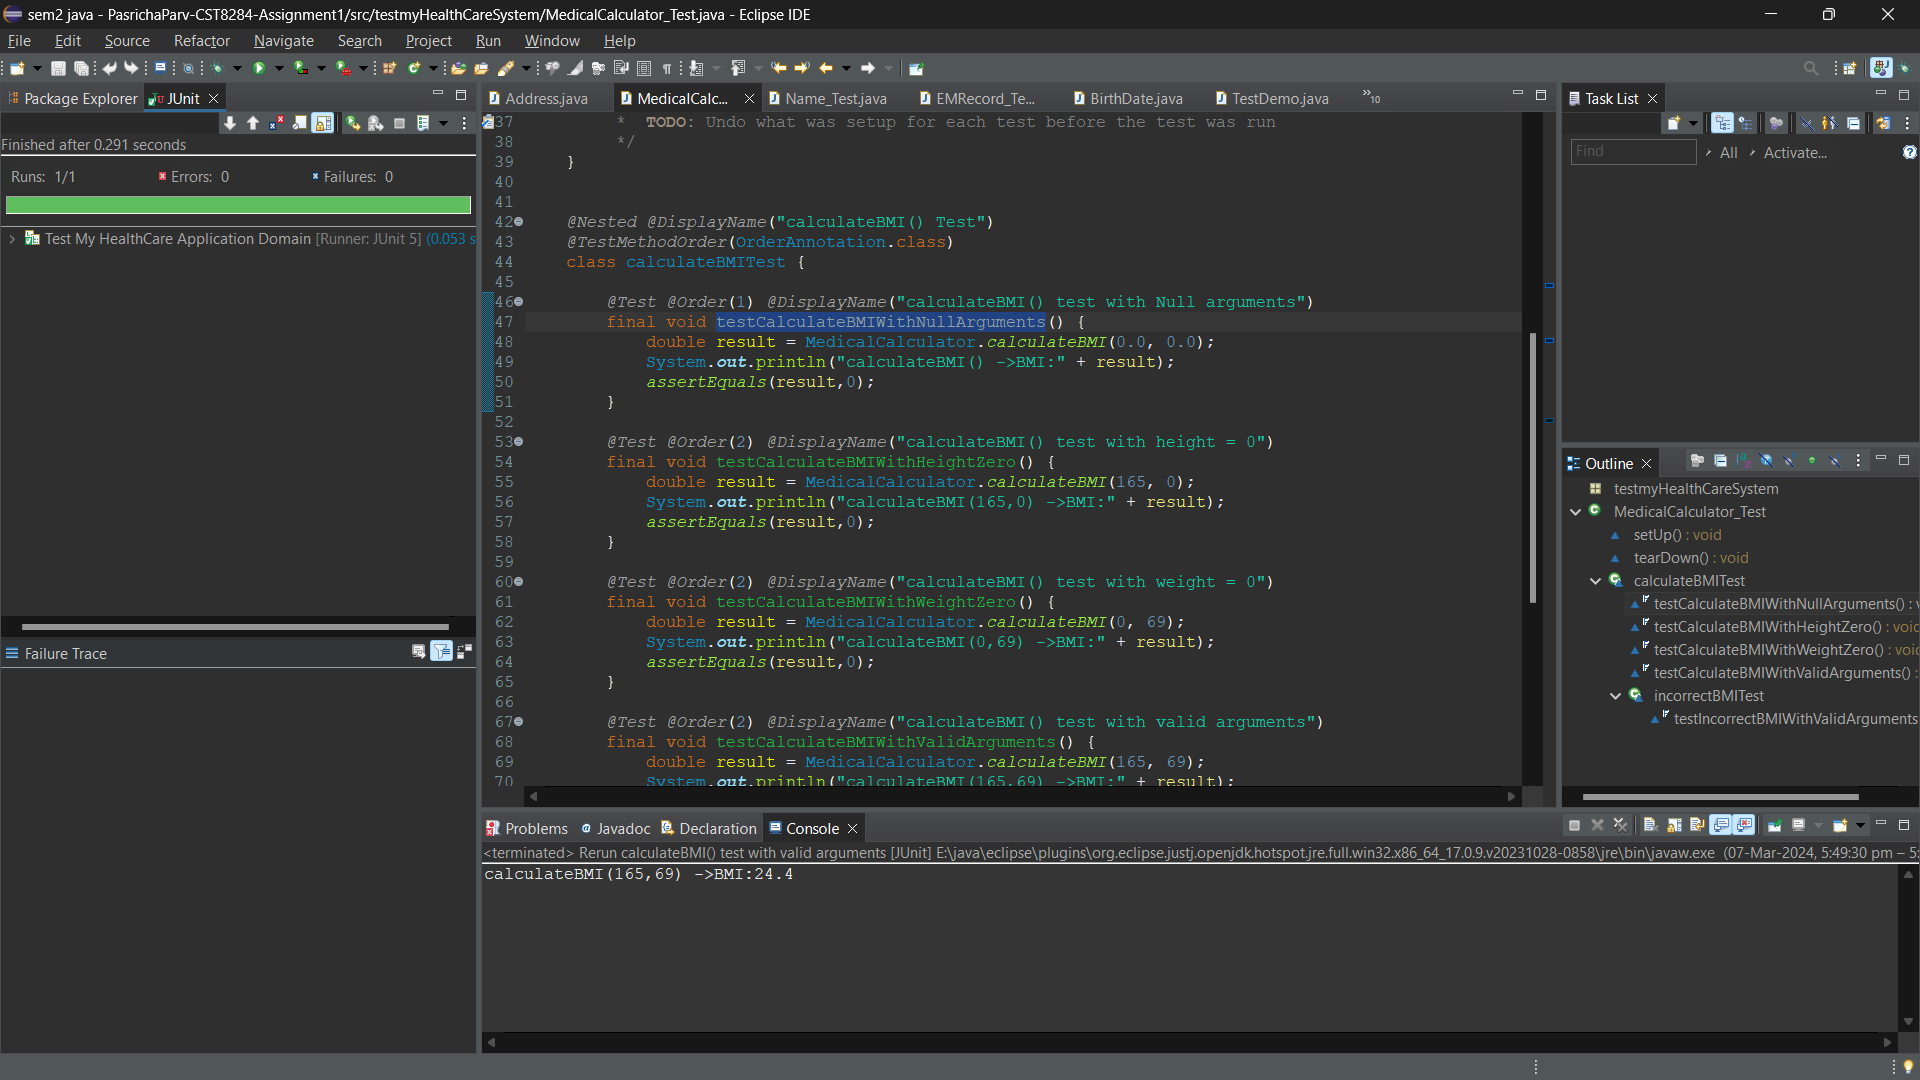 sem2 java - PasrichaParv-CST8284-Assignment1/src/testmyHealthCareSystem/MedicalCalculator_Test.java - Eclipse IDE
File Edit Source Refactor Navigate Search Project Run Window Help
Package Explorer JUnit
Finished after 0.291 seconds
Runs: 1/1 Errors: 0 Failures: 0
Test My HealthCare Application Domain [Runner: JUnit 5] (0.053 s
Failure Trace
Address.java MedicalCalc... Name_Test.java EMRecord_Te... BirthDate.java TestDemo.java »10
37 * TODO: Undo what was setup for each test before the test was run
38 */
39 }
40
41
42 @Nested @DisplayName("calculateBMI() Test")
43 @TestMethodOrder(OrderAnnotation.class)
44 class calculateBMITest {
45
46 @Test @Order(1) @DisplayName("calculateBMI() test with Null arguments")
47 final void testCalculateBMIWithNullArguments() {
48 double result = MedicalCalculator.calculateBMI(0.0, 0.0);
49 System.out.println("calculateBMI() ->BMI:" + result);
50 assertEquals(result,0);
51 }
52
53 @Test @Order(2) @DisplayName("calculateBMI() test with height = 0")
54 final void testCalculateBMIWithHeightZero() {
55 double result = MedicalCalculator.calculateBMI(165, 0);
56 System.out.println("calculateBMI(165,0) ->BMI:" + result);
57 assertEquals(result,0);
58 }
59
60 @Test @Order(2) @DisplayName("calculateBMI() test with weight = 0")
61 final void testCalculateBMIWithWeightZero() {
62 double result = MedicalCalculator.calculateBMI(0, 69);
63 System.out.println("calculateBMI(0,69) ->BMI:" + result);
64 assertEquals(result,0);
65 }
66
67 @Test @Order(2) @DisplayName("calculateBMI() test with valid arguments")
68 final void testCalculateBMIWithValidArguments() {
69 double result = MedicalCalculator.calculateBMI(165, 69);
70 System.out.println("calculateBMI(165,69) ->BMI:" + result);
Task List
Find All Activate...
Outline
testmyHealthCareSystem
MedicalCalculator_Test
setUp() : void
tearDown() : void
calculateBMITest
testCalculateBMIWithNullArguments() : v
testCalculateBMIWithHeightZero() : void
testCalculateBMIWithWeightZero() : void
testCalculateBMIWithValidArguments() :
incorrectBMITest
testIncorrectBMIWithValidArguments
Problems Javadoc Declaration Console
<terminated> Rerun calculateBMI() test with valid arguments [JUnit] E:\java\eclipse\plugins\org.eclipse.justj.openjdk.hotspot.jre.full.win32.x86_64_17.0.9.v20231028-0858\jre\bin\javaw.exe (07-Mar-2024, 5:49:30 pm – 5:
calculateBMI(165,69) ->BMI:24.4